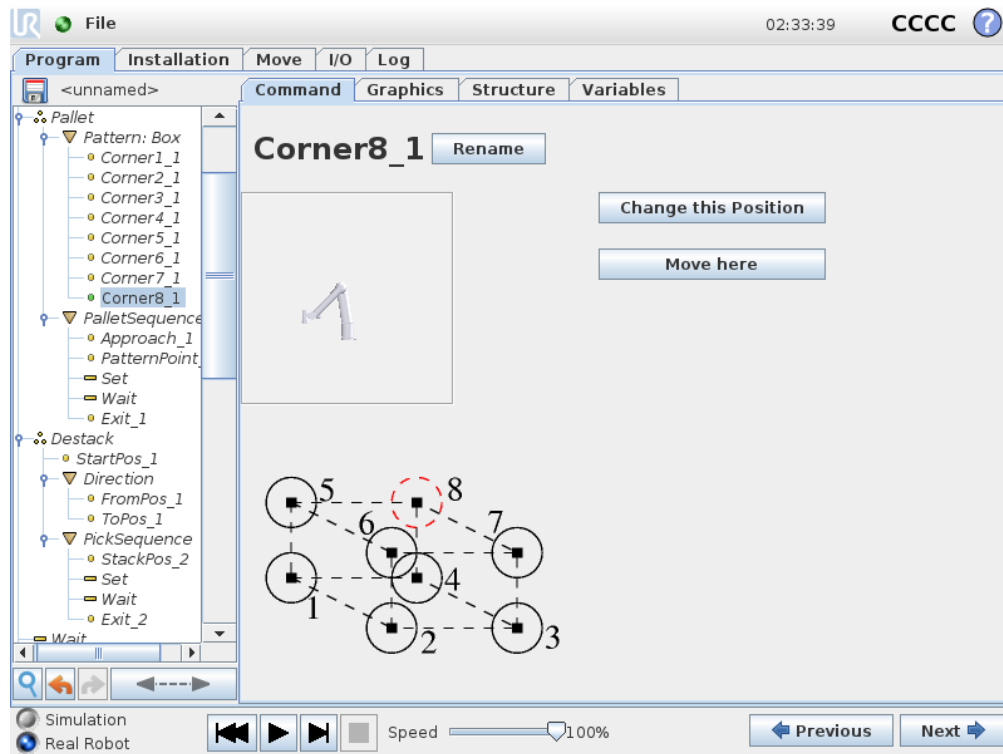 UR File 02:33:39 CCCC ?
Program Installation Move I/O Log
<unnamed> Command Graphics Structure Variables
Pallet
Pattern: Box
Corner1_1
Corner2_1
Corner3_1
Corner4_1
Corner5_1
Corner6_1
Corner7_1
Corner8_1
PalletSequence
Approach_1
PatternPoint_
Set
Wait
Exit_1
Destack
StartPos_1
Direction
FromPos_1
ToPos_1
PickSequence
StackPos_2
Set
Wait
Exit_2
Wait
Corner8_1 Rename
Change this Position
Move here
5 8
6 7
1 4
2 3
Simulation
Real Robot
Speed 100%
Previous Next